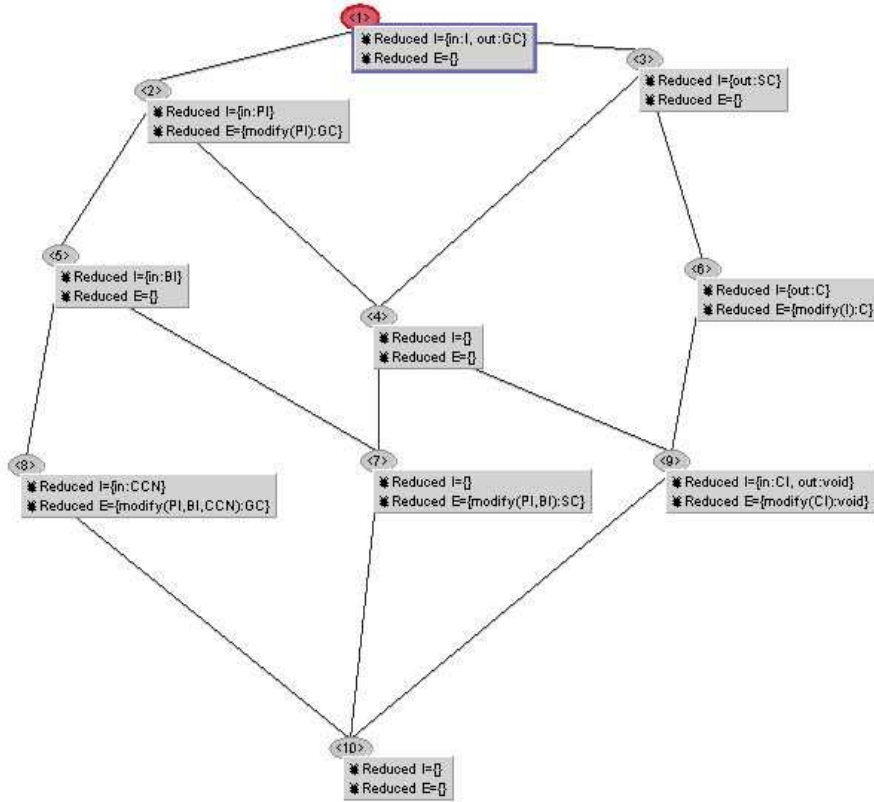 <1>
Reduced I={in:I, out:GC}
Reduced E={}
<2>
Reduced I={in:PI}
Reduced E={modify(PI):GC}
<3>
Reduced I={out:SC}
Reduced E={}
<5>
Reduced I={in:BI}
Reduced E={}
<6>
Reduced I={out:C}
Reduced E={modify(I):C}
<4>
Reduced I={}
Reduced E={}
<8>
Reduced I={in:CCN}
Reduced E={modify(PI,BI,CCN):GC}
<7>
Reduced I={}
Reduced E={modify(PI,BI):SC}
<9>
Reduced I={in:CI, out:void}
Reduced E={modify(CI):void}
<10>
Reduced I={}
Reduced E={}